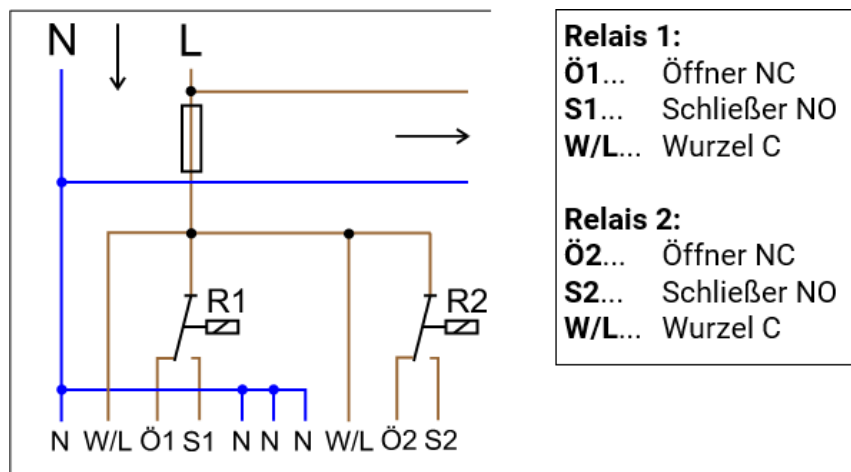 N L
R1 R2
N W/L Ö1 S1 N N N W/L Ö2 S2
Relais 1:
Ö1... Öffner NC
S1... Schließer NO
W/L... Wurzel C
Relais 2:
Ö2... Öffner NC
S2... Schließer NO
W/L... Wurzel C